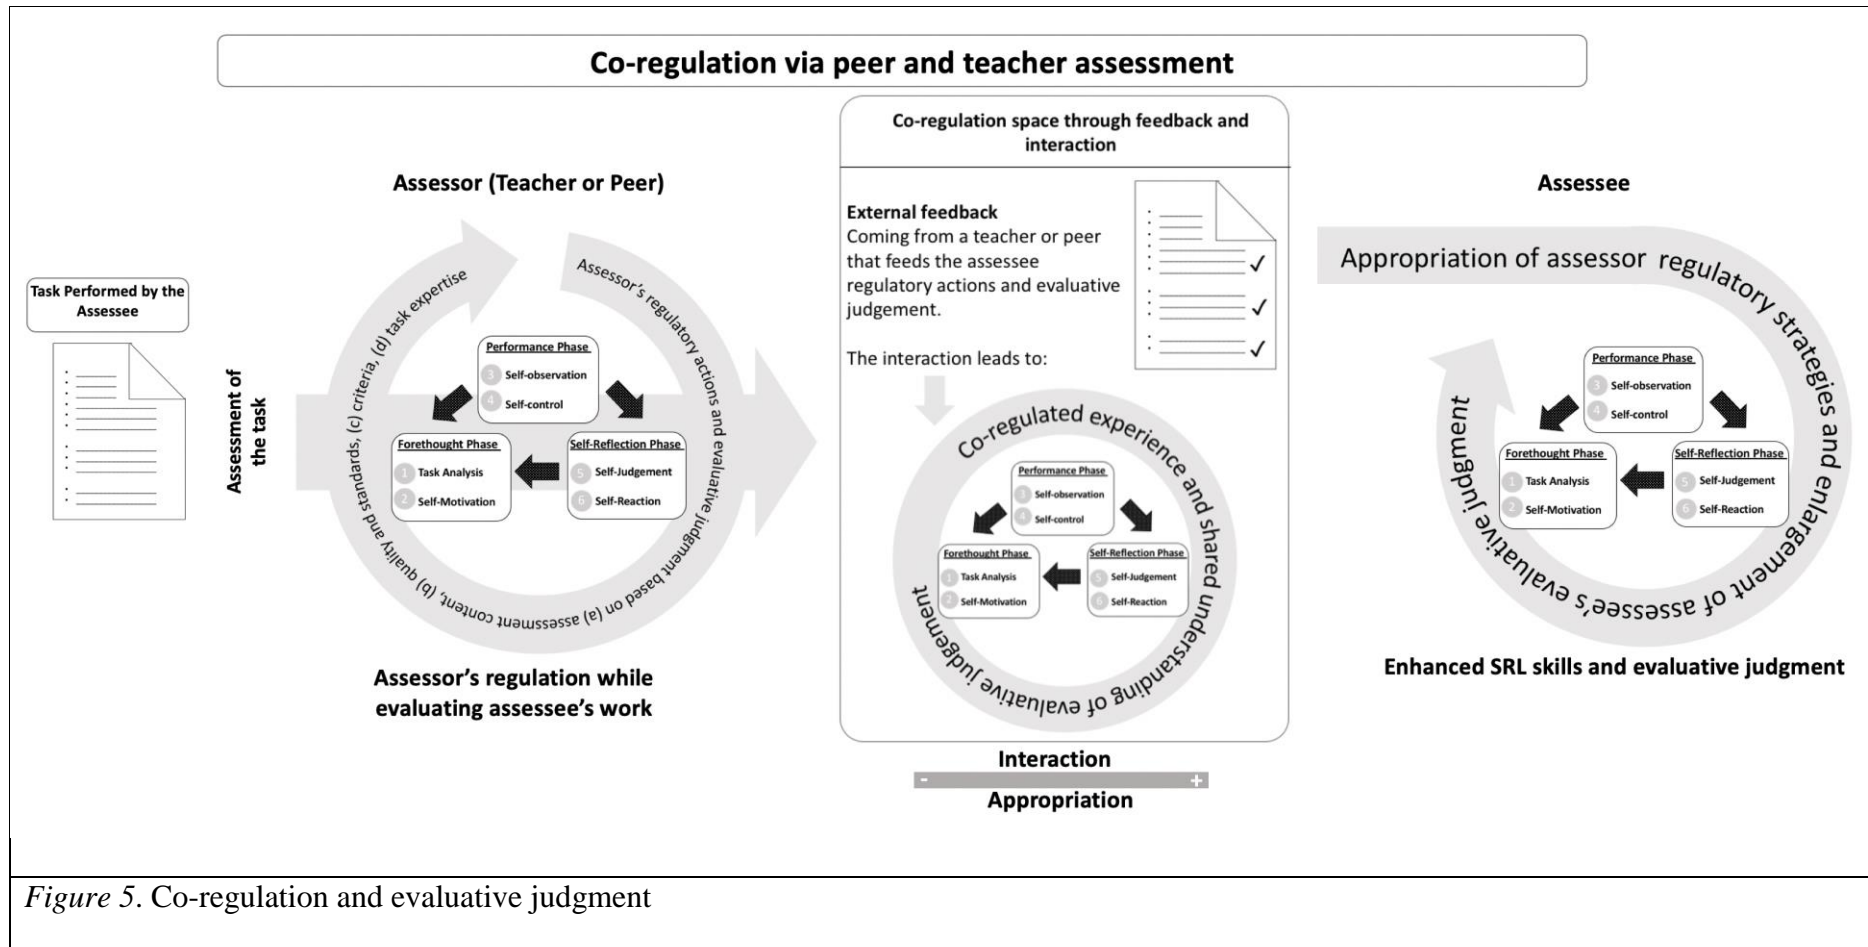 Co-regulation via peer and teacher assessment
Task Performed by the
Assessee
Assessment of
the task
Assessor (Teacher or Peer)
Assessor's regulatory actions and evaluative judgment based on (a) assessment content, (b) quality and standards, (c) criteria, (d) task expertise
Performance Phase
3 Self-observation
4 Self-control
Forethought Phase
1 Task Analysis
2 Self-Motivation
Self-Reflection Phase
5 Self-Judgement
6 Self-Reaction
Assessor's regulation while
evaluating assessee's work
Co-regulation space through feedback and
interaction
External feedback
Coming from a teacher or peer
that feeds the assessee
regulatory actions and evaluative
judgement.
The interaction leads to:
Co-regulated experience and shared understanding of evaluative judgement
Performance Phase
3 Self-observation
4 Self-control
Forethought Phase
1 Task Analysis
2 Self-Motivation
Self-Reflection Phase
5 Self-Judgement
6 Self-Reaction
Interaction
- +
Appropriation
Assessee
Appropriation of assessor regulatory strategies and enlargement of assessee's evaluative judgment
Performance Phase
3 Self-observation
4 Self-control
Forethought Phase
1 Task Analysis
2 Self-Motivation
Self-Reflection Phase
5 Self-Judgement
6 Self-Reaction
Enhanced SRL skills and evaluative judgment
Figure 5. Co-regulation and evaluative judgment